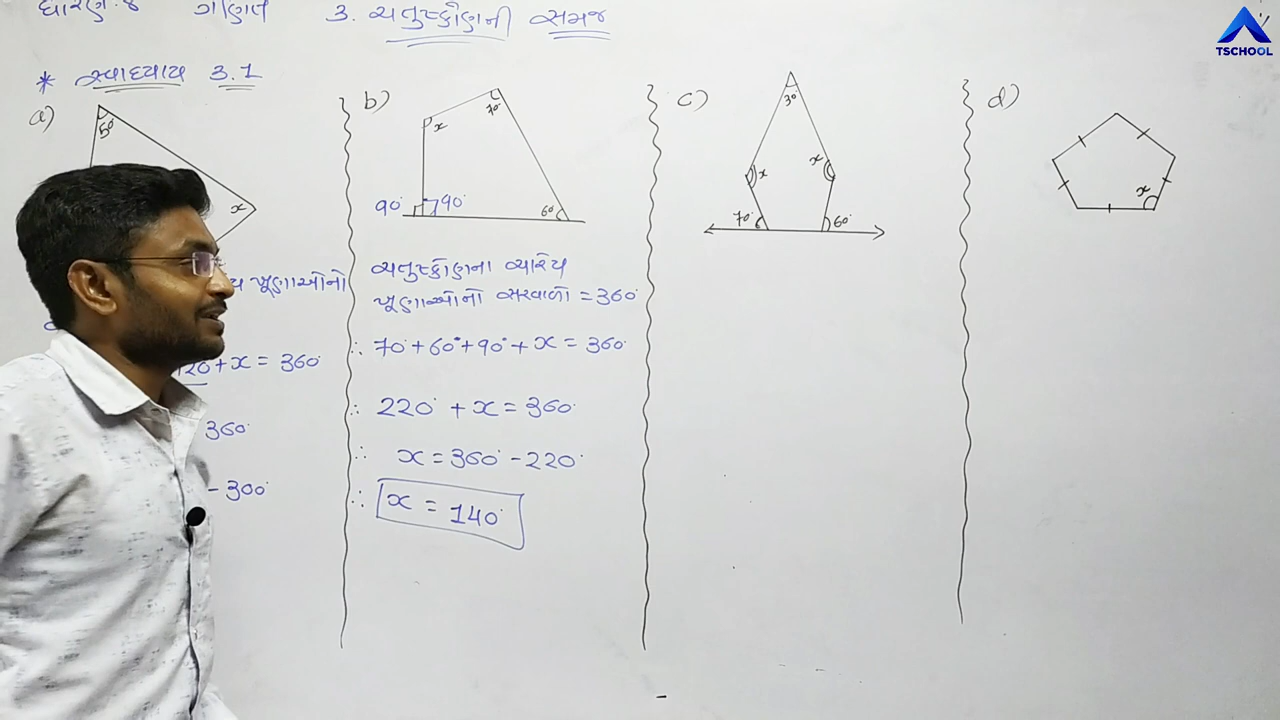 ધોરણ-૪ ગણિત 3. ચતુષ્કોણની સમજ
* સ્વાધ્યાય 3.1
TSCHOOL
a)
50°
x
ખૂણાઓનો
120 + x = 360°
360°
- 300°
b)
x
70°
90° 90°
60°
ચતુષ્કોણના ચારેય
ખૂણાઓનો સરવાળો = 360°
∴ 70° + 60° + 90° + x = 360°
∴ 220° + x = 360°
∴ x = 360° - 220°
∴ x = 140°
c)
30°
x
x
70°
60°
d)
x